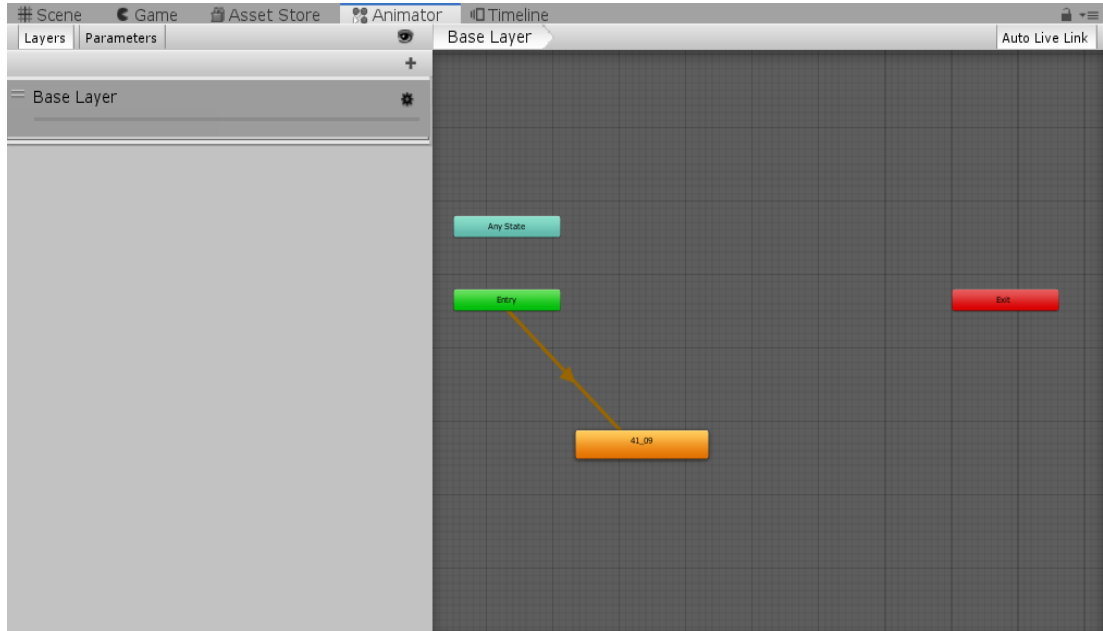 Scene Game Asset Store Animator Timeline
Layers Parameters Base Layer Auto Live Link
+
Base Layer
Any State
Entry Exit
41_09